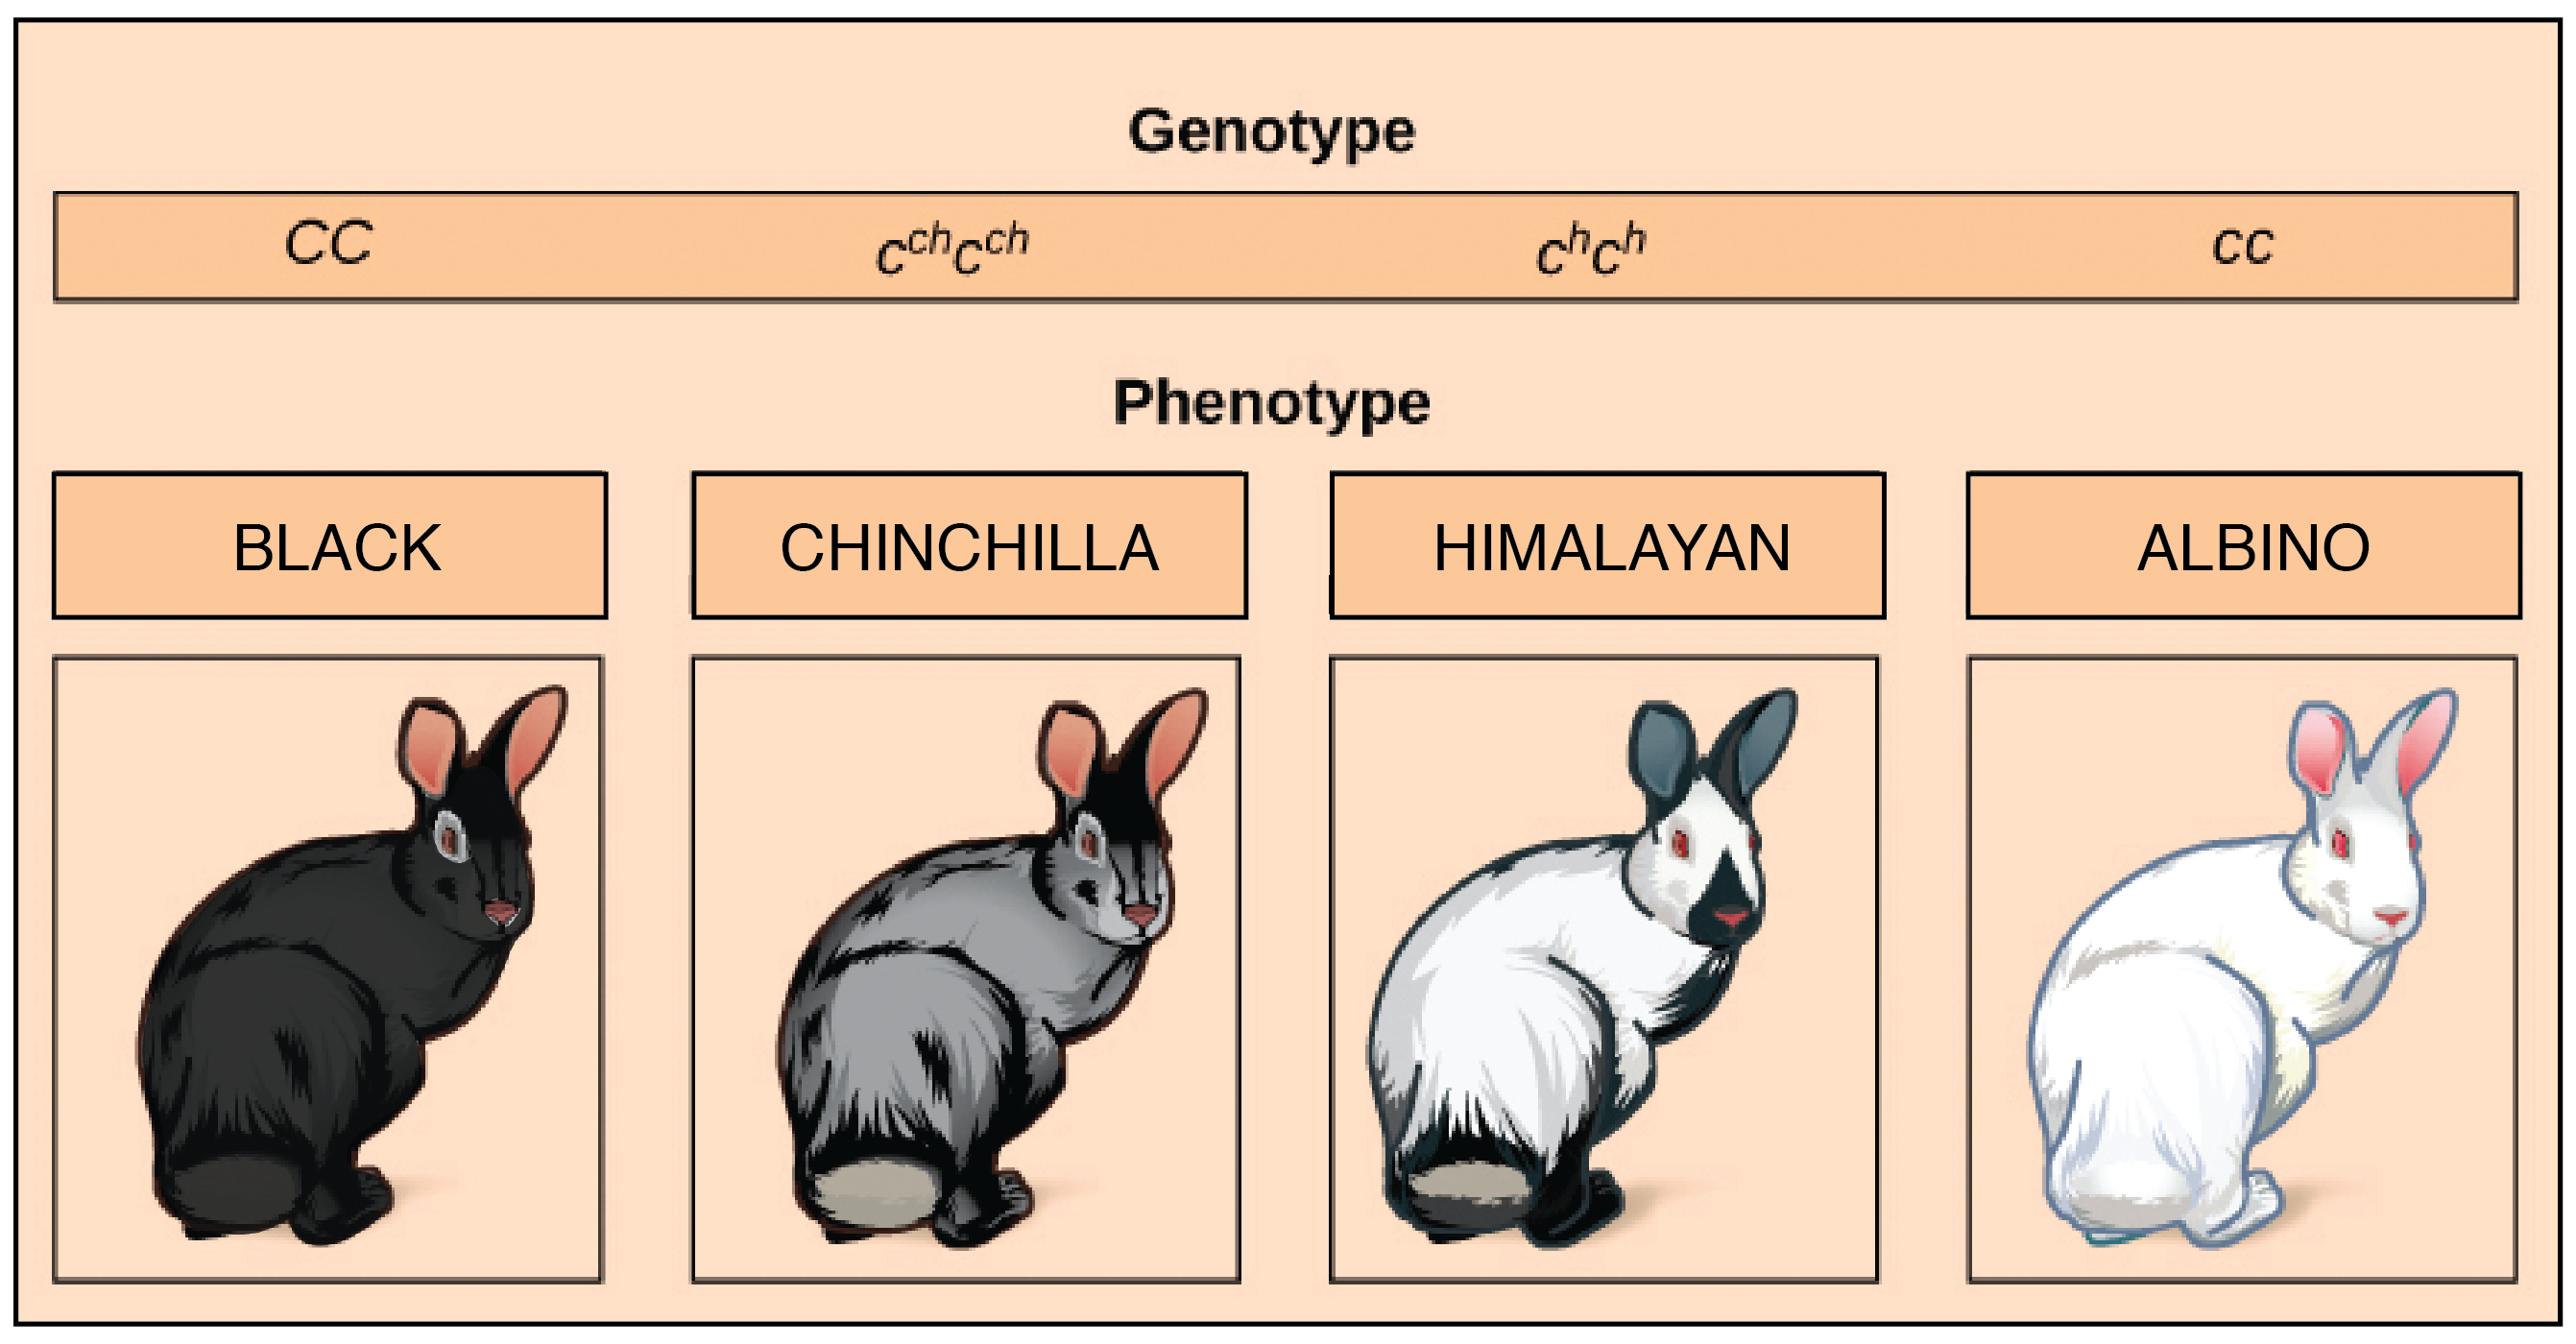 Genotype
CC c^ch c^ch c^h c^h cc
Phenotype
BLACK CHINCHILLA HIMALAYAN ALBINO